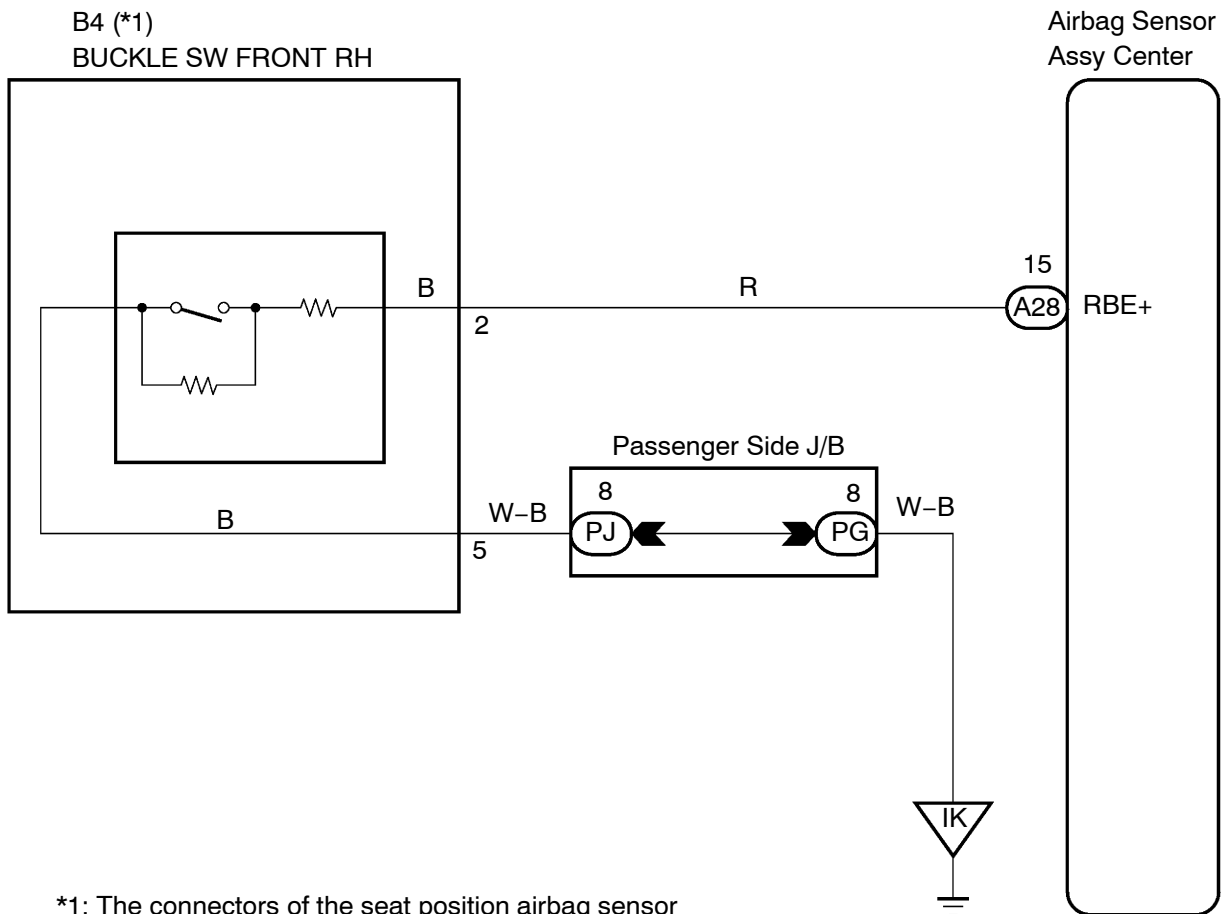 B4 (*1)
BUCKLE SW FRONT RH
Airbag Sensor
Assy Center
15
B
R
A28
RBE+
2
Passenger Side J/B
8
8
B
W–B
PJ
PG
W–B
5
IK
*1: The connectors of the seat position airbag sensor